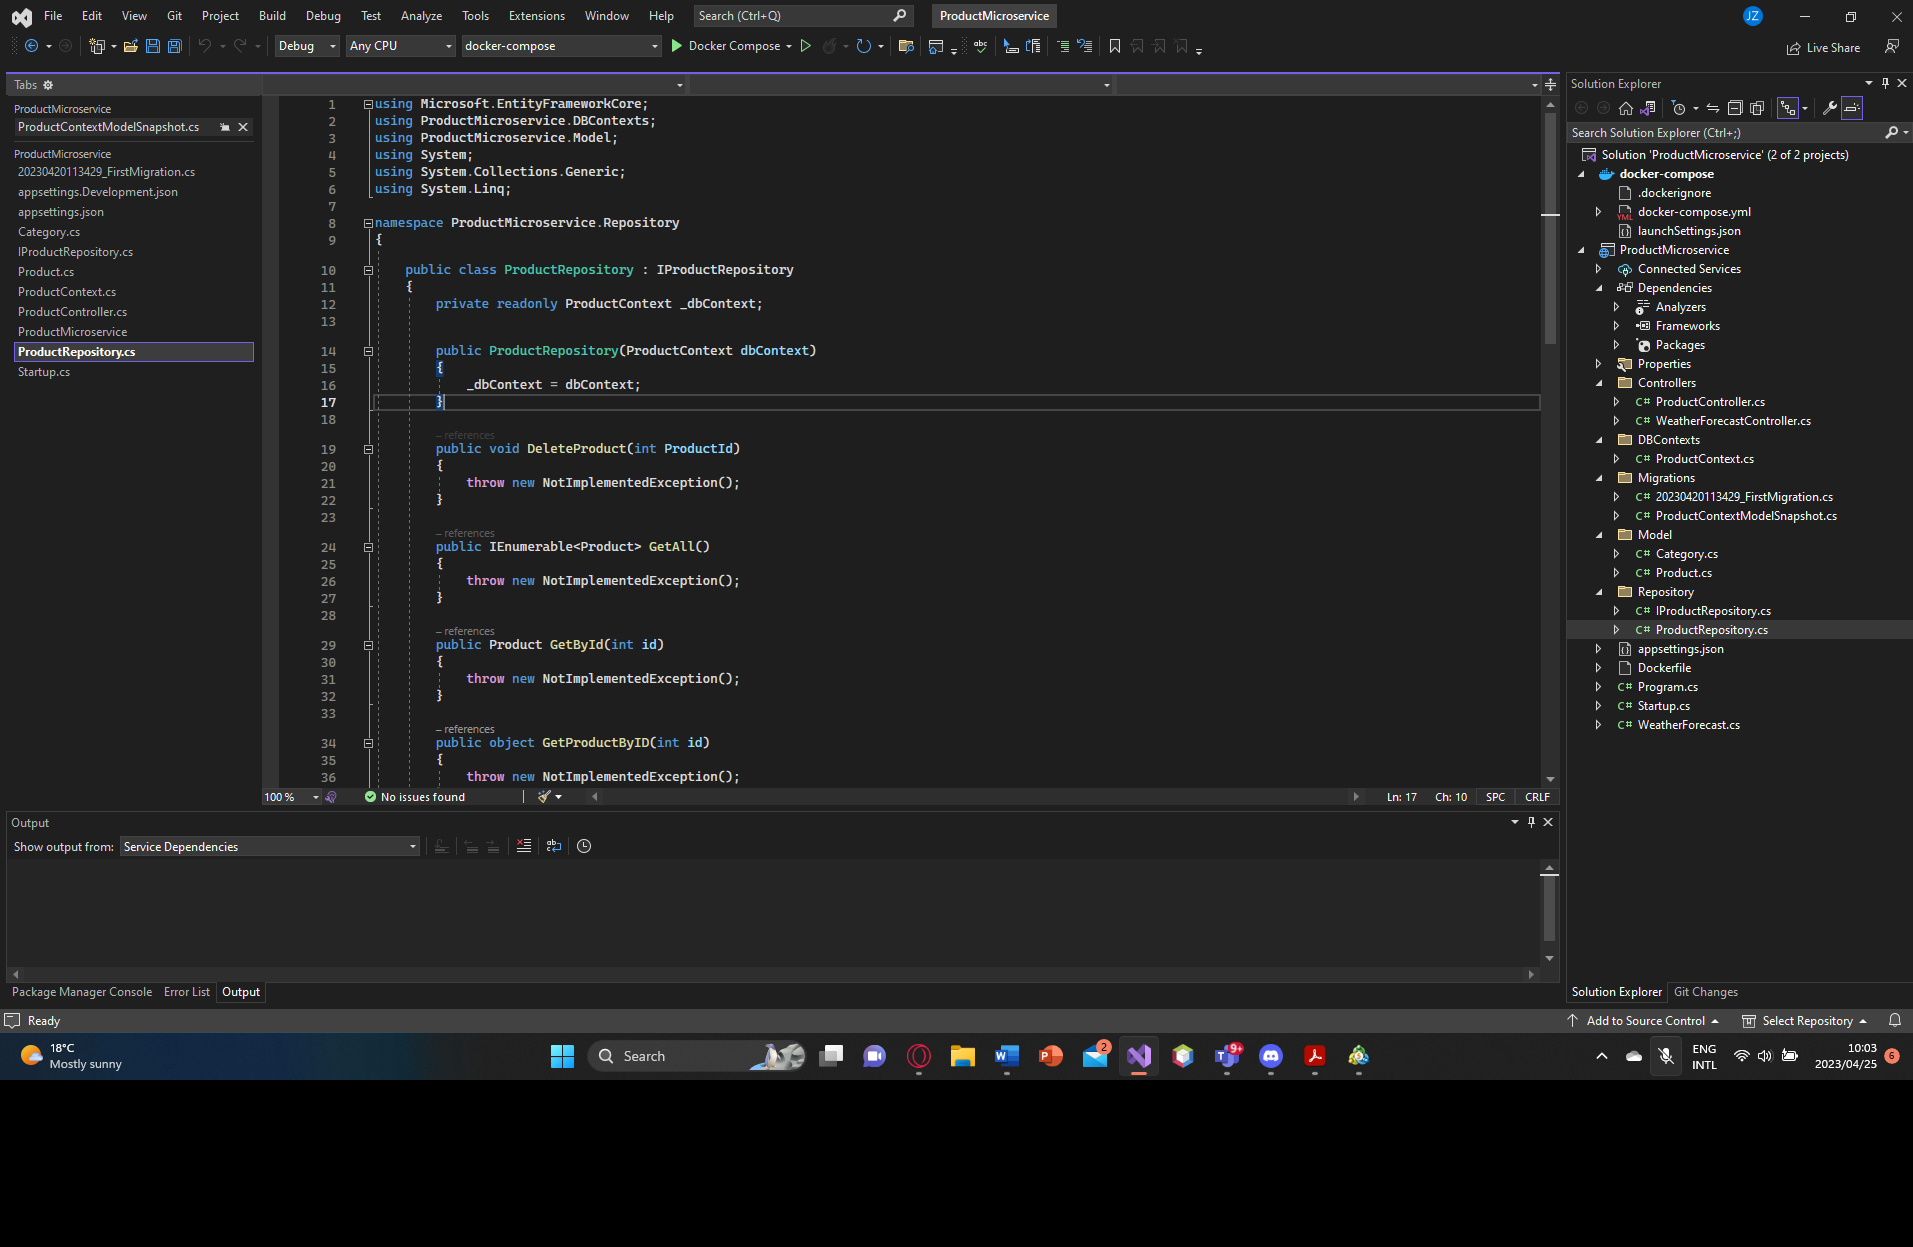 File Edit View Git Project Build Debug Test Analyze Tools Extensions Window Help Search (Ctrl+Q) ProductMicroservice JZ
Debug Any CPU docker-compose Docker Compose Live Share
Tabs
ProductMicroservice
ProductContextModelSnapshot.cs
ProductMicroservice
20230420113429_FirstMigration.cs
appsettings.Development.json
appsettings.json
Category.cs
IProductRepository.cs
Product.cs
ProductContext.cs
ProductController.cs
ProductMicroservice
ProductRepository.cs
Startup.cs
1 using Microsoft.EntityFrameworkCore;
2 using ProductMicroservice.DBContexts;
3 using ProductMicroservice.Model;
4 using System;
5 using System.Collections.Generic;
6 using System.Linq;
7
8 namespace ProductMicroservice.Repository
9 {
10 public class ProductRepository : IProductRepository
11 {
12 private readonly ProductContext _dbContext;
13
14 public ProductRepository(ProductContext dbContext)
15 {
16 _dbContext = dbContext;
17 }
18
– references
19 public void DeleteProduct(int ProductId)
20 {
21 throw new NotImplementedException();
22 }
23
– references
24 public IEnumerable<Product> GetAll()
25 {
26 throw new NotImplementedException();
27 }
28
– references
29 public Product GetById(int id)
30 {
31 throw new NotImplementedException();
32 }
33
– references
34 public object GetProductByID(int id)
35 {
36 throw new NotImplementedException();
100 % No issues found Ln: 17 Ch: 10 SPC CRLF
Output
Show output from: Service Dependencies
Package Manager Console Error List Output
Solution Explorer
Search Solution Explorer (Ctrl+;)
Solution 'ProductMicroservice' (2 of 2 projects)
docker-compose
.dockerignore
YML docker-compose.yml
launchSettings.json
ProductMicroservice
Connected Services
Dependencies
Analyzers
Frameworks
Packages
Properties
Controllers
C# ProductController.cs
C# WeatherForecastController.cs
DBContexts
C# ProductContext.cs
Migrations
C# 20230420113429_FirstMigration.cs
C# ProductContextModelSnapshot.cs
Model
C# Category.cs
C# Product.cs
Repository
C# IProductRepository.cs
C# ProductRepository.cs
appsettings.json
Dockerfile
C# Program.cs
C# Startup.cs
C# WeatherForecast.cs
Solution Explorer Git Changes
Ready Add to Source Control Select Repository
18°C
Mostly sunny
Search
2
9+
ENG
INTL
10:03
2023/04/25
6